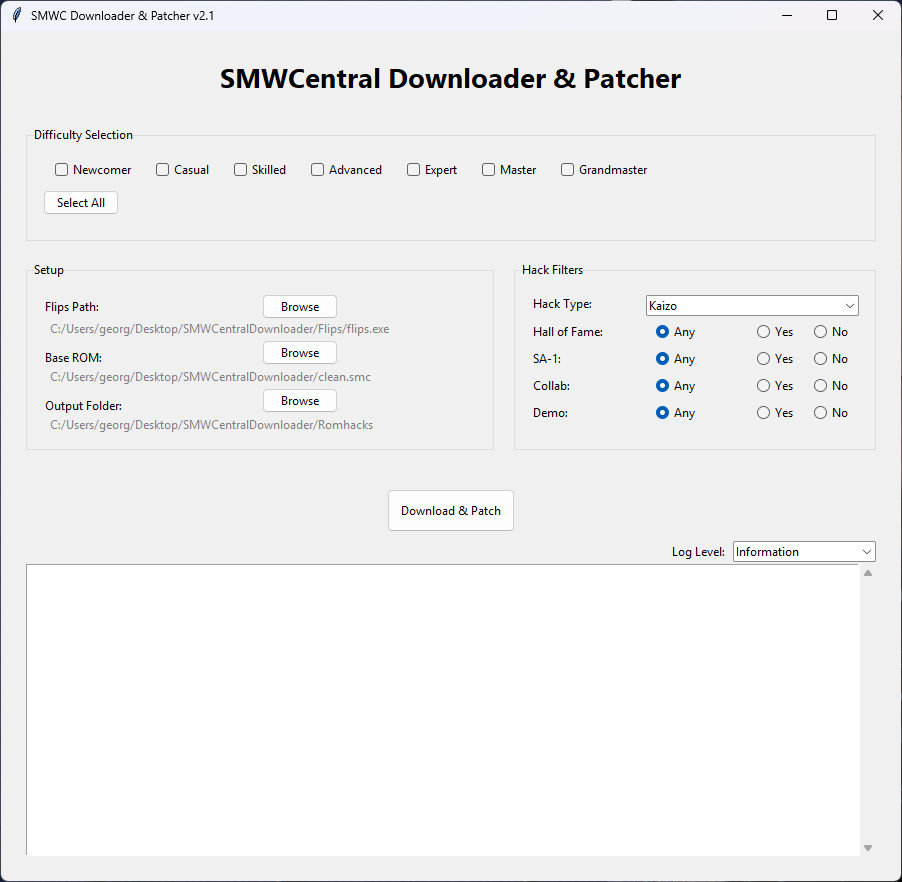 SMWC Downloader & Patcher v2.1
SMWCentral Downloader & Patcher
Difficulty Selection
Newcomer Casual Skilled Advanced Expert Master Grandmaster
Select All
Setup
Flips Path: Browse
C:/Users/georg/Desktop/SMWCentralDownloader/Flips/flips.exe
Base ROM: Browse
C:/Users/georg/Desktop/SMWCentralDownloader/clean.smc
Output Folder: Browse
C:/Users/georg/Desktop/SMWCentralDownloader/Romhacks
Hack Filters
Hack Type: Kaizo
Hall of Fame: Any Yes No
SA-1: Any Yes No
Collab: Any Yes No
Demo: Any Yes No
Download & Patch
Log Level: Information